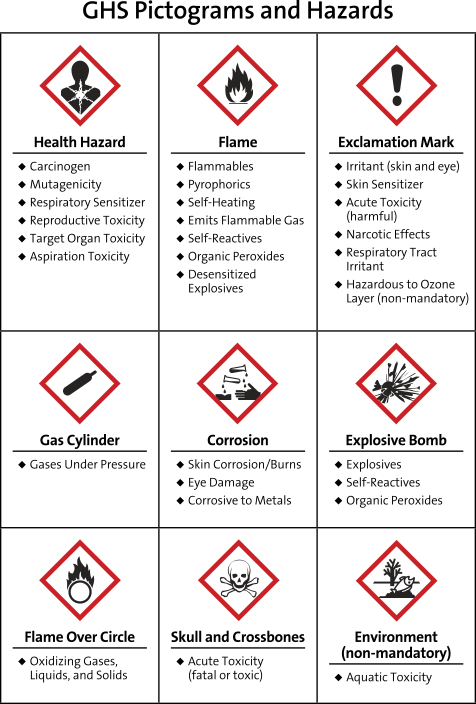 GHS Pictograms and Hazards
Health Hazard
◆ Carcinogen
◆ Mutagenicity
◆ Respiratory Sensitizer
◆ Reproductive Toxicity
◆ Target Organ Toxicity
◆ Aspiration Toxicity
Flame
◆ Flammables
◆ Pyrophorics
◆ Self-Heating
◆ Emits Flammable Gas
◆ Self-Reactives
◆ Organic Peroxides
◆ Desensitized
Explosives
Exclamation Mark
◆ Irritant (skin and eye)
◆ Skin Sensitizer
◆ Acute Toxicity
(harmful)
◆ Narcotic Effects
◆ Respiratory Tract
Irritant
◆ Hazardous to Ozone
Layer (non-mandatory)
Gas Cylinder
◆ Gases Under Pressure
Corrosion
◆ Skin Corrosion/Burns
◆ Eye Damage
◆ Corrosive to Metals
Explosive Bomb
◆ Explosives
◆ Self-Reactives
◆ Organic Peroxides
Flame Over Circle
◆ Oxidizing Gases,
Liquids, and Solids
Skull and Crossbones
◆ Acute Toxicity
(fatal or toxic)
Environment
(non-mandatory)
◆ Aquatic Toxicity